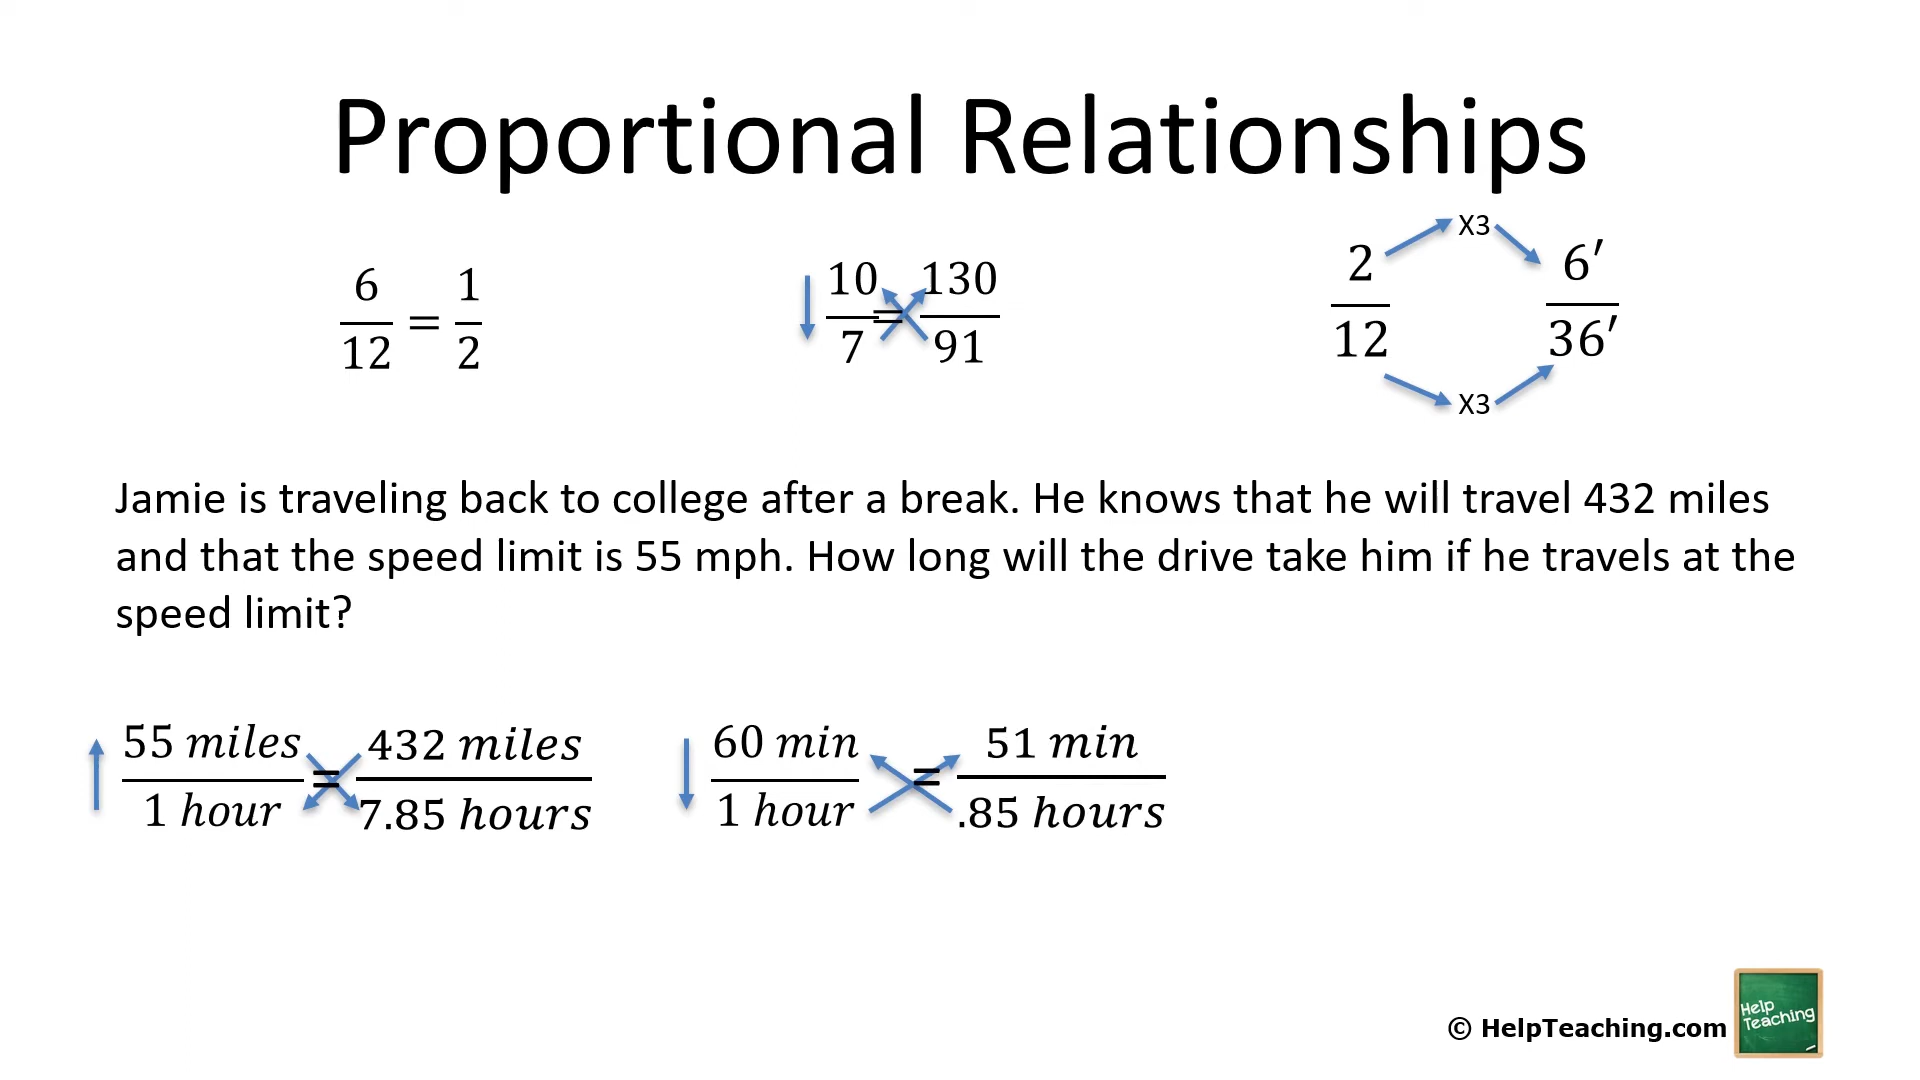 Proportional Relationships
X3
6/12 = 1/2
10/7 = 130/91
2/12
6′/36′
X3
Jamie is traveling back to college after a break. He knows that he will travel 432 miles
and that the speed limit is 55 mph. How long will the drive take him if he travels at the
speed limit?
55 miles/1 hour = 432 miles/7.85 hours
60 min/1 hour = 51 min/.85 hours
© HelpTeaching.com
Help
Teaching